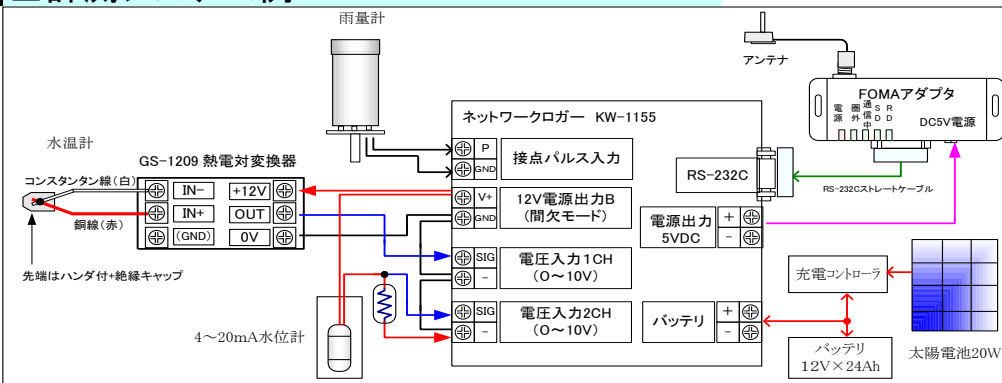 雨量計
アンテナ
FOMAアダプタ
電源
圏外
通信中
SD
RD
DC5V電源
ネットワークロガー KW-1155
水温計
GS-1209 熱電対変換器
コンスタンタン線(白)
IN-
+12V
IN+
OUT
銅線(赤)
(GND)
0V
先端はハンダ付+絶縁キャップ
P
GND
接点パルス入力
V+
GND
12V電源出力B
(間欠モード)
SIG
-
電圧入力1CH
(0~10V)
SIG
-
電圧入力2CH
(0~10V)
4~20mA水位計
RS-232C
RS-232Cストレートケーブル
電源出力
5VDC
+
-
バッテリ
+
-
充電コントローラ
バッテリ
12V×24Ah
太陽電池20W